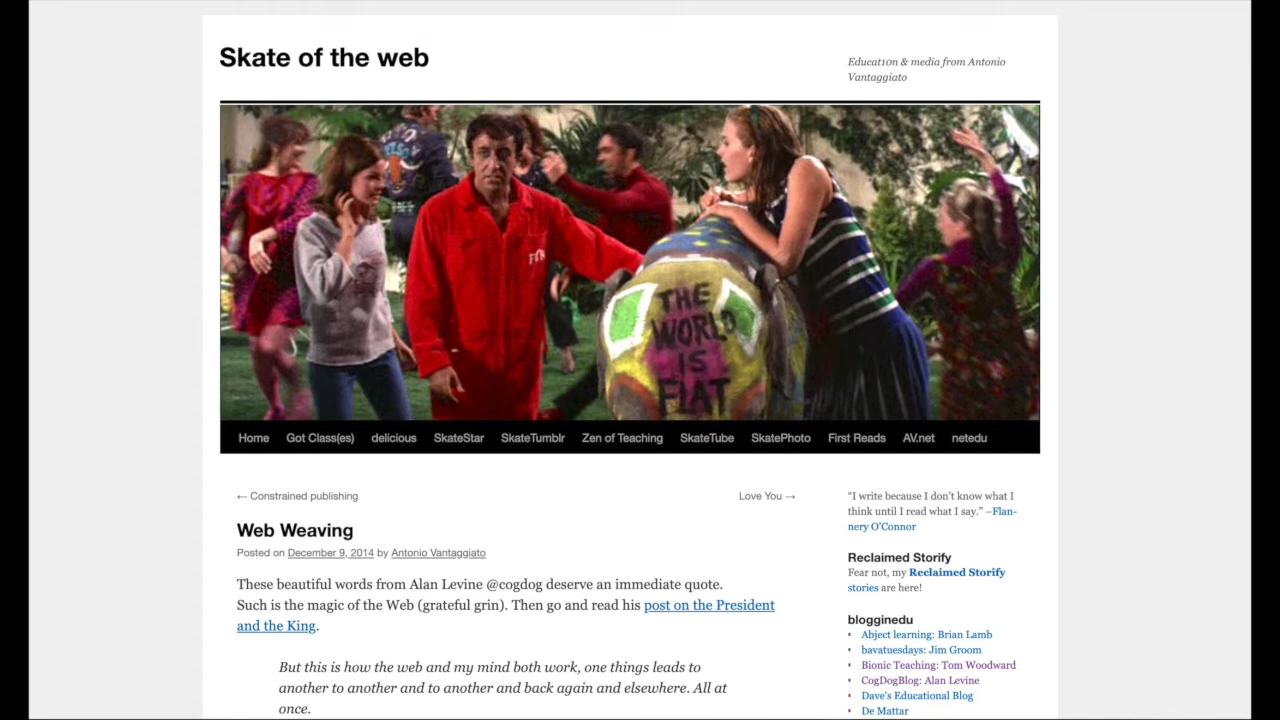 Skate of the web
Educat10n & media from Antonio
Vantaggiato
THE
WORLD
IS
FLAT
Home Got Class(es) delicious SkateStar SkateTumblr Zen of Teaching SkateTube SkatePhoto First Reads AV.net netedu
← Constrained publishing Love You →
Web Weaving
Posted on December 9, 2014 by Antonio Vantaggiato
These beautiful words from Alan Levine @cogdog deserve an immediate quote.
Such is the magic of the Web (grateful grin). Then go and read his post on the President
and the King.
But this is how the web and my mind both work, one things leads to
another to another and to another and back again and elsewhere. All at
once.
“I write because I don’t know what I
think until I read what I say.” –Flan-
nery O’Connor
Reclaimed Storify
Fear not, my Reclaimed Storify
stories are here!
blogginedu
Abject learning: Brian Lamb
bavatuesdays: Jim Groom
Bionic Teaching: Tom Woodward
CogDogBlog: Alan Levine
Dave's Educational Blog
De Mattar